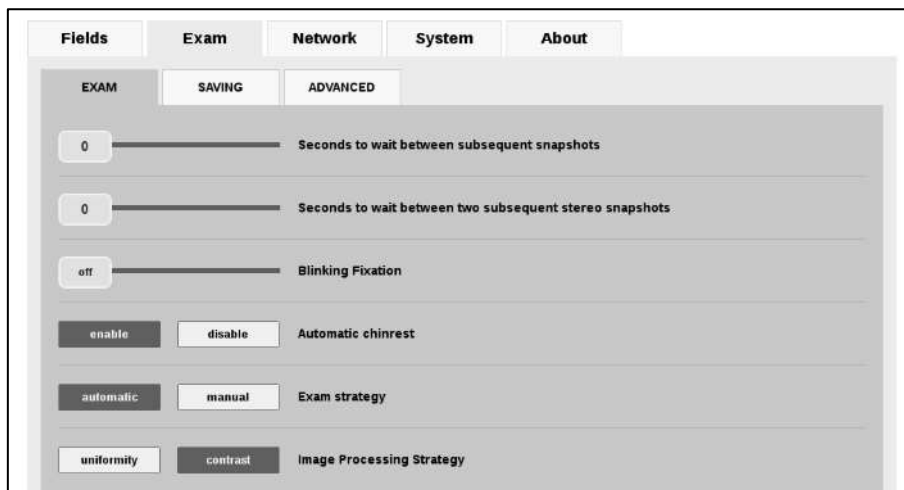 Fields Exam Network System About
EXAM SAVING ADVANCED
0 Seconds to wait between subsequent snapshots
0 Seconds to wait between two subsequent stereo snapshots
off Blinking Fixation
enable disable Automatic chinrest
automatic manual Exam strategy
uniformity contrast Image Processing Strategy